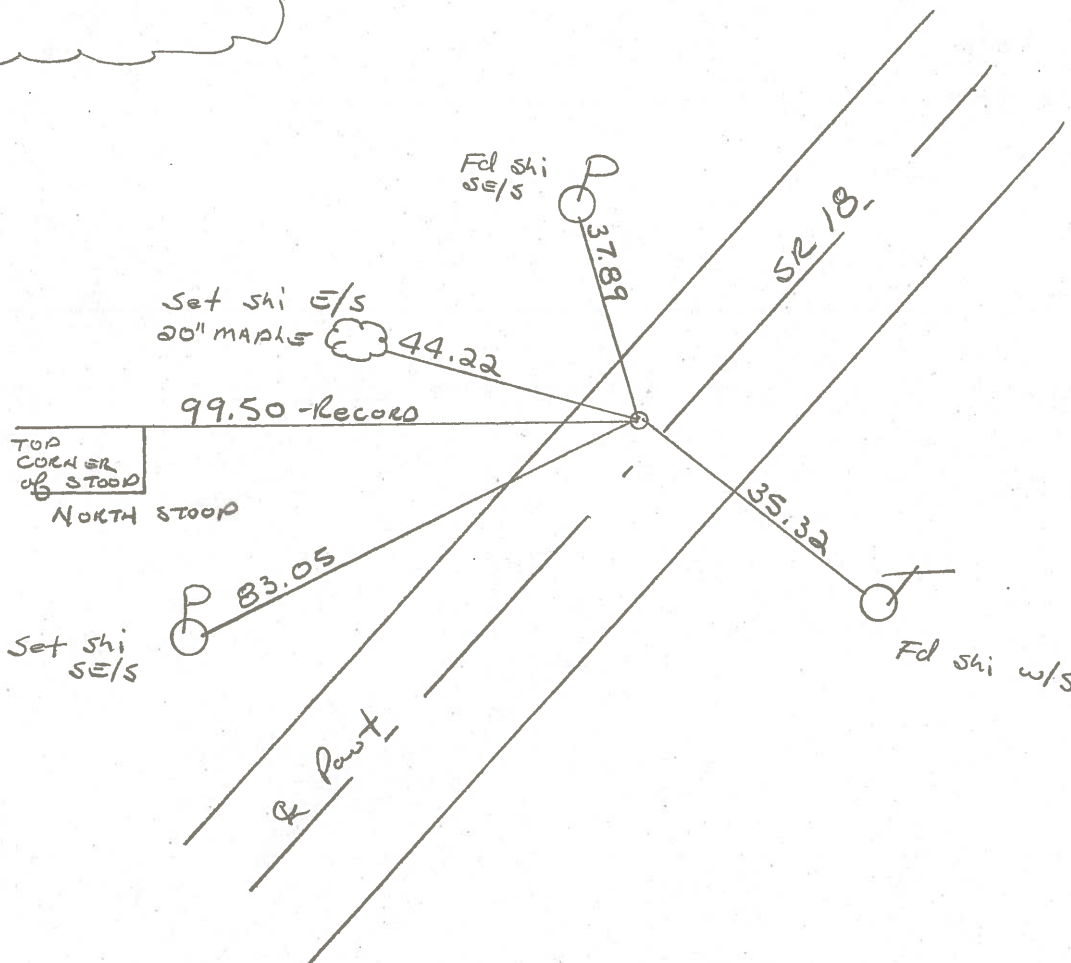 Fd shi
SE/S
37.89
SR 18.
Set shi E/S
20" MAPLE
44.22
99.50 - RECORD
TOP
CORNER
of STOOP
NORTH STOOP
35.32
83.05
Set shi
SE/S
Fd shi w/s
℄ Pavt.